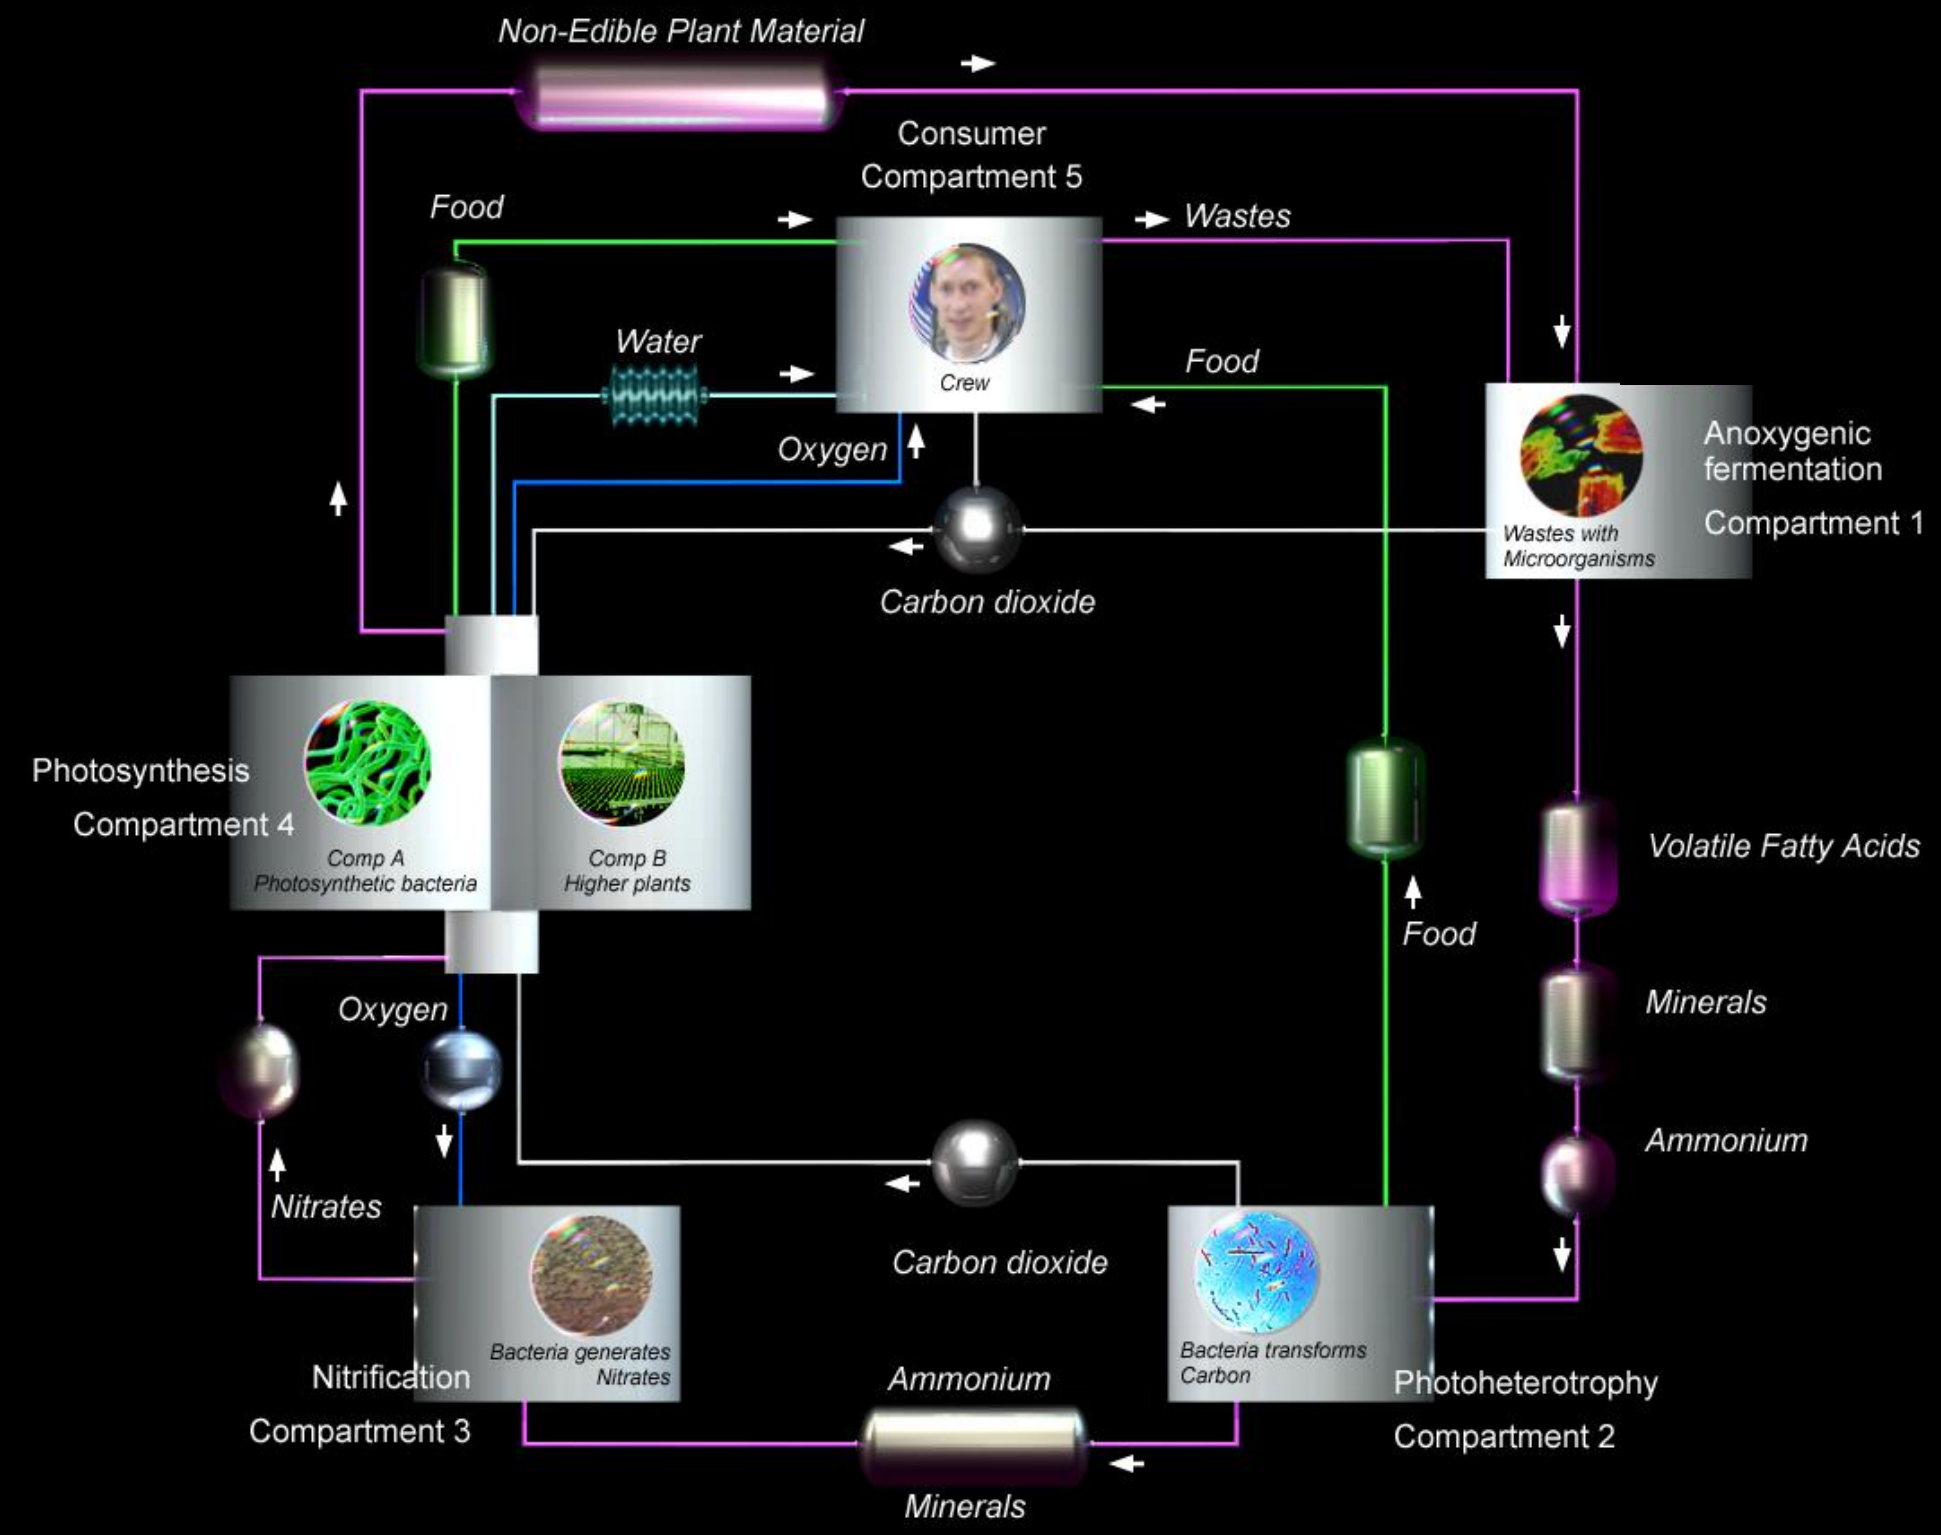 Non-Edible Plant Material
Consumer
Compartment 5
Food
Wastes
Water
Crew
Food
Oxygen
Anoxygenic
fermentation
Compartment 1
Wastes with
Microorganisms
Carbon dioxide
Photosynthesis
Compartment 4
Comp A
Photosynthetic bacteria
Comp B
Higher plants
Volatile Fatty Acids
Food
Minerals
Oxygen
Ammonium
Nitrates
Carbon dioxide
Bacteria generates
Nitrates
Nitrification
Compartment 3
Bacteria transforms
Carbon
Photoheterotrophy
Compartment 2
Ammonium
Minerals